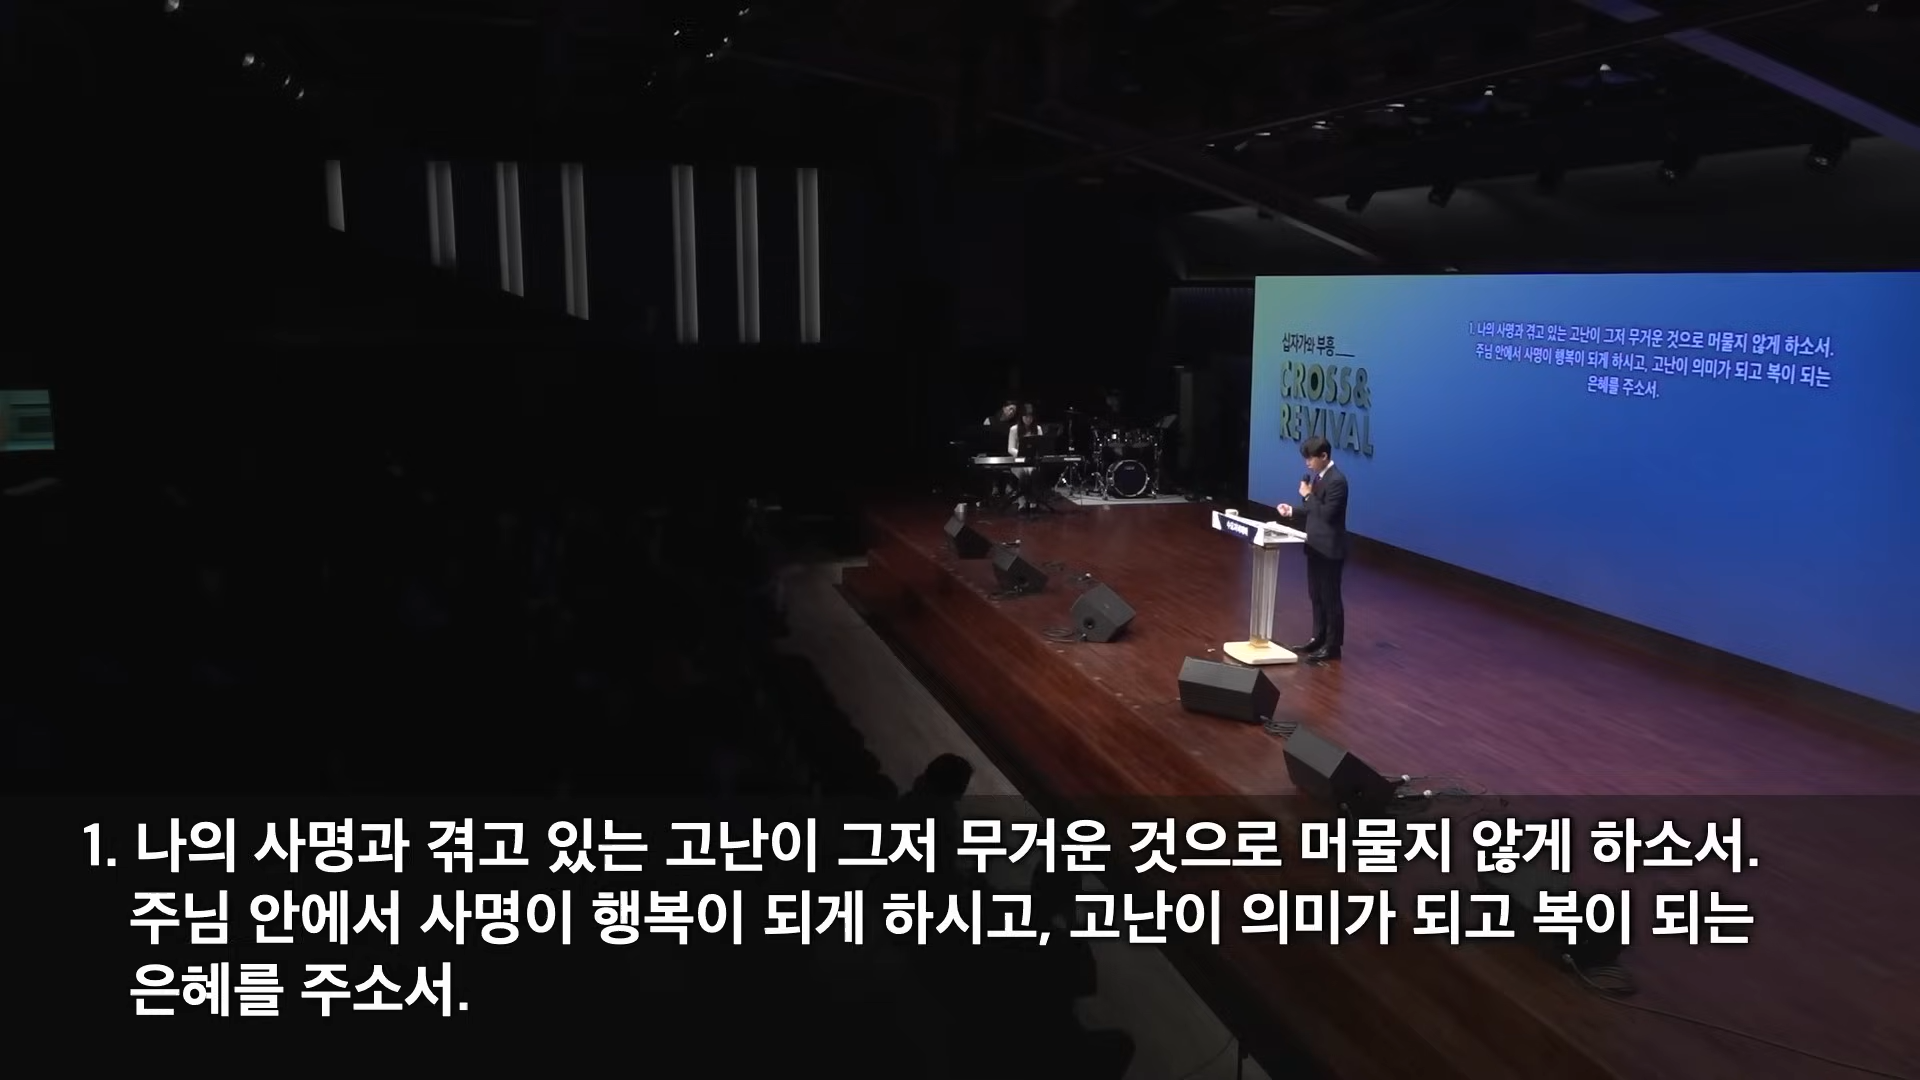 십자가와 부흥
CROSS&
REVIVAL
1. 나의 사명과 겪고 있는 고난이 그저 무거운 것으로 머물지 않게 하소서.
주님 안에서 사명이 행복이 되게 하시고, 고난이 의미가 되고 복이 되는
은혜를 주소서.
1. 나의 사명과 겪고 있는 고난이 그저 무거운 것으로 머물지 않게 하소서.
주님 안에서 사명이 행복이 되게 하시고, 고난이 의미가 되고 복이 되는
은혜를 주소서.